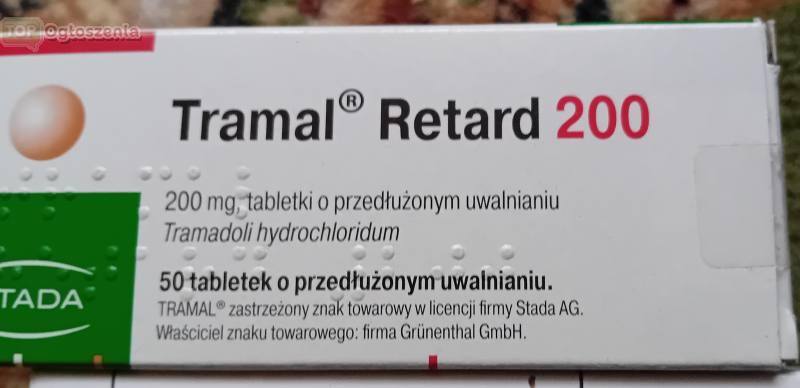 TOP Ogłoszenia
Tramal® Retard 200
200 mg, tabletki o przedłużonym uwalnianiu
Tramadoli hydrochloridum
50 tabletek o przedłużonym uwalnianiu.
TRAMAL® zastrzeżony znak towarowy w licencji firmy Stada AG.
Właściciel znaku towarowego: firma Grünenthal GmbH.
TADA